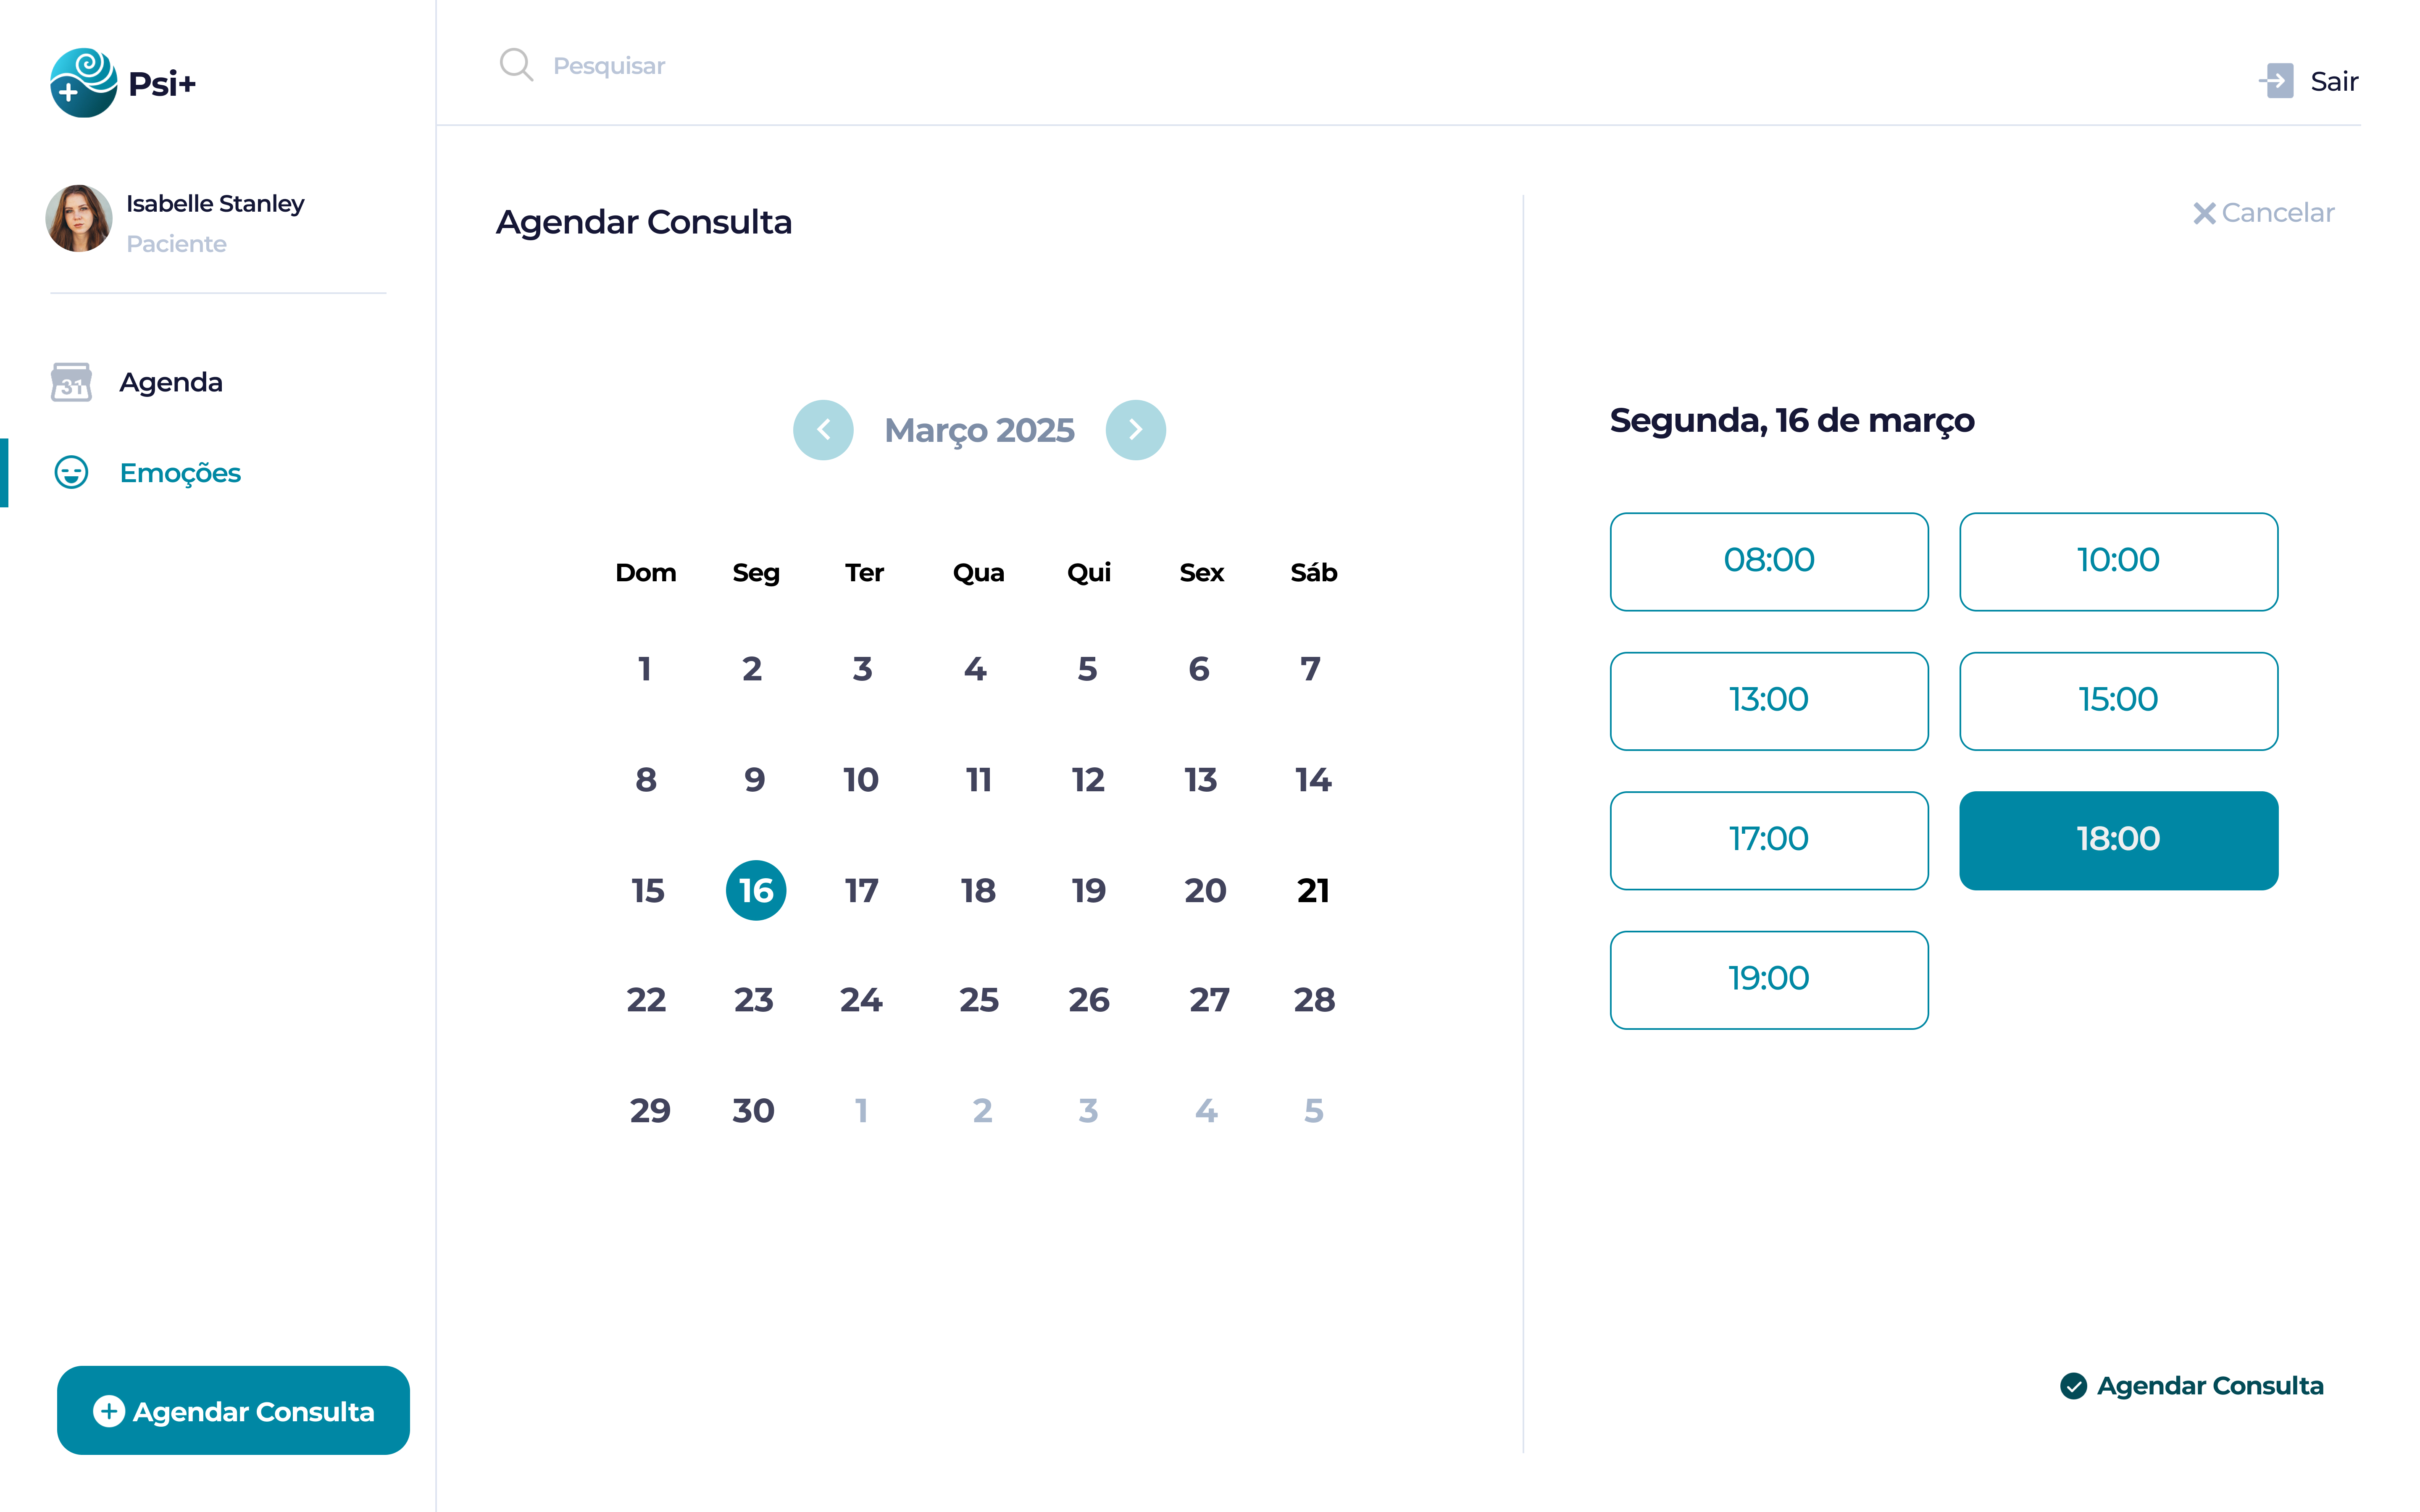 Psi+
Pesquisar
Sair
Isabelle Stanley
Paciente
31
Agenda
Emoções
Agendar Consulta
Agendar Consulta
Cancelar
Março 2025
Dom Seg Ter Qua Qui Sex Sáb
1 2 3 4 5 6 7
8 9 10 11 12 13 14
15 16 17 18 19 20 21
22 23 24 25 26 27 28
29 30 1 2 3 4 5
Segunda, 16 de março
08:00 10:00
13:00 15:00
17:00 18:00
19:00
Agendar Consulta